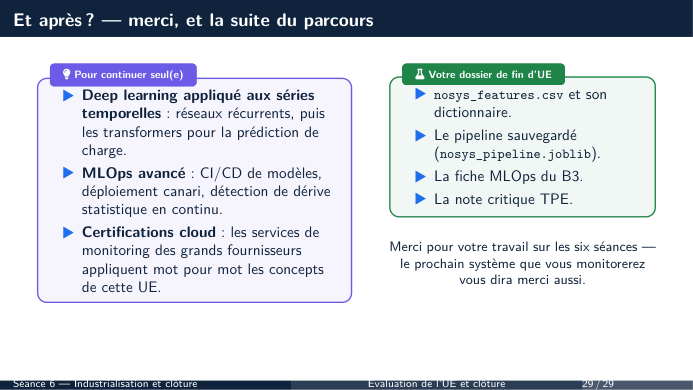 Et après ? — merci, et la suite du parcours
Pour continuer seul(e)
Deep learning appliqué aux séries
temporelles : réseaux récurrents, puis
les transformers pour la prédiction de
charge.
MLOps avancé : CI/CD de modèles,
déploiement canari, détection de dérive
statistique en continu.
Certifications cloud : les services de
monitoring des grands fournisseurs
appliquent mot pour mot les concepts
de cette UE.
Votre dossier de fin d'UE
nosys_features.csv et son
dictionnaire.
Le pipeline sauvegardé
(nosys_pipeline.joblib).
La fiche MLOps du B3.
La note critique TPE.
Merci pour votre travail sur les six séances —
le prochain système que vous monitorerez
vous dira merci aussi.
Séance 6 — Industrialisation et clôture
Évaluation de l'UE et clôture
29 / 29